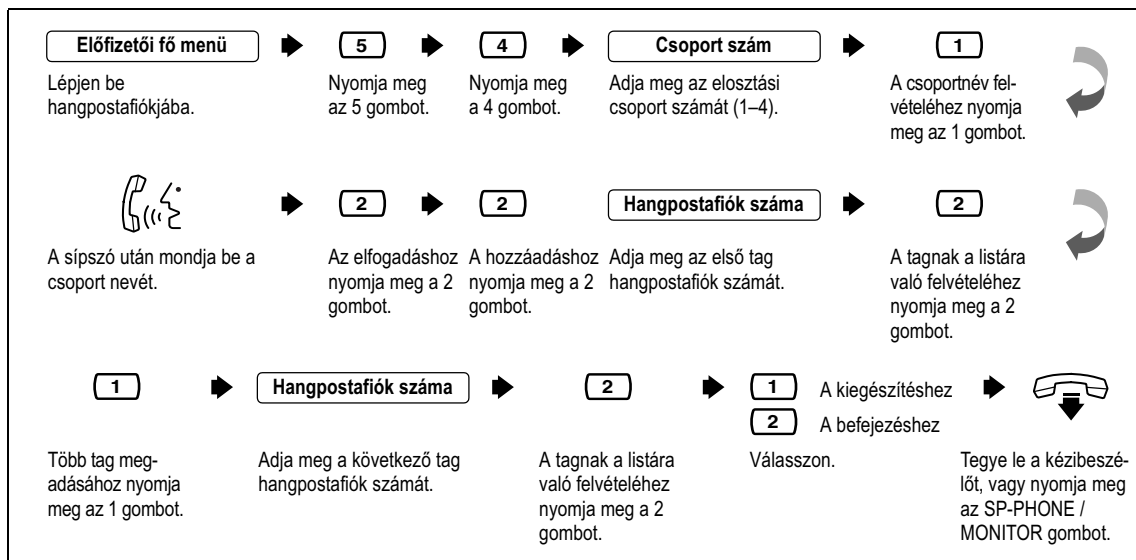 Előfizetői fő menü
Lépjen be
hangpostafiókjába.
5
Nyomja meg
az 5 gombot.
4
Nyomja meg
a 4 gombot.
Csoport szám
Adja meg az elosztási
csoport számát (1–4).
1
A csoportnév fel-
vételéhez nyomja
meg az 1 gombot.
A sípszó után mondja be a
csoport nevét.
2
Az elfogadáshoz
nyomja meg a 2
gombot.
2
A hozzáadáshoz
nyomja meg a 2
gombot.
Hangpostafiók száma
Adja meg az első tag
hangpostafiók számát.
2
A tagnak a listára
való felvételéhez
nyomja meg a 2
gombot.
1
Több tag meg-
adásához nyomja
meg az 1 gombot.
Hangpostafiók száma
Adja meg a következő tag
hangpostafiók számát.
2
A tagnak a listára
való felvételéhez
nyomja meg a 2
gombot.
1 A kiegészítéshez
2 A befejezéshez
Válasszon.
Tegye le a kézibeszé-
lőt, vagy nyomja meg
az SP-PHONE /
MONITOR gombot.